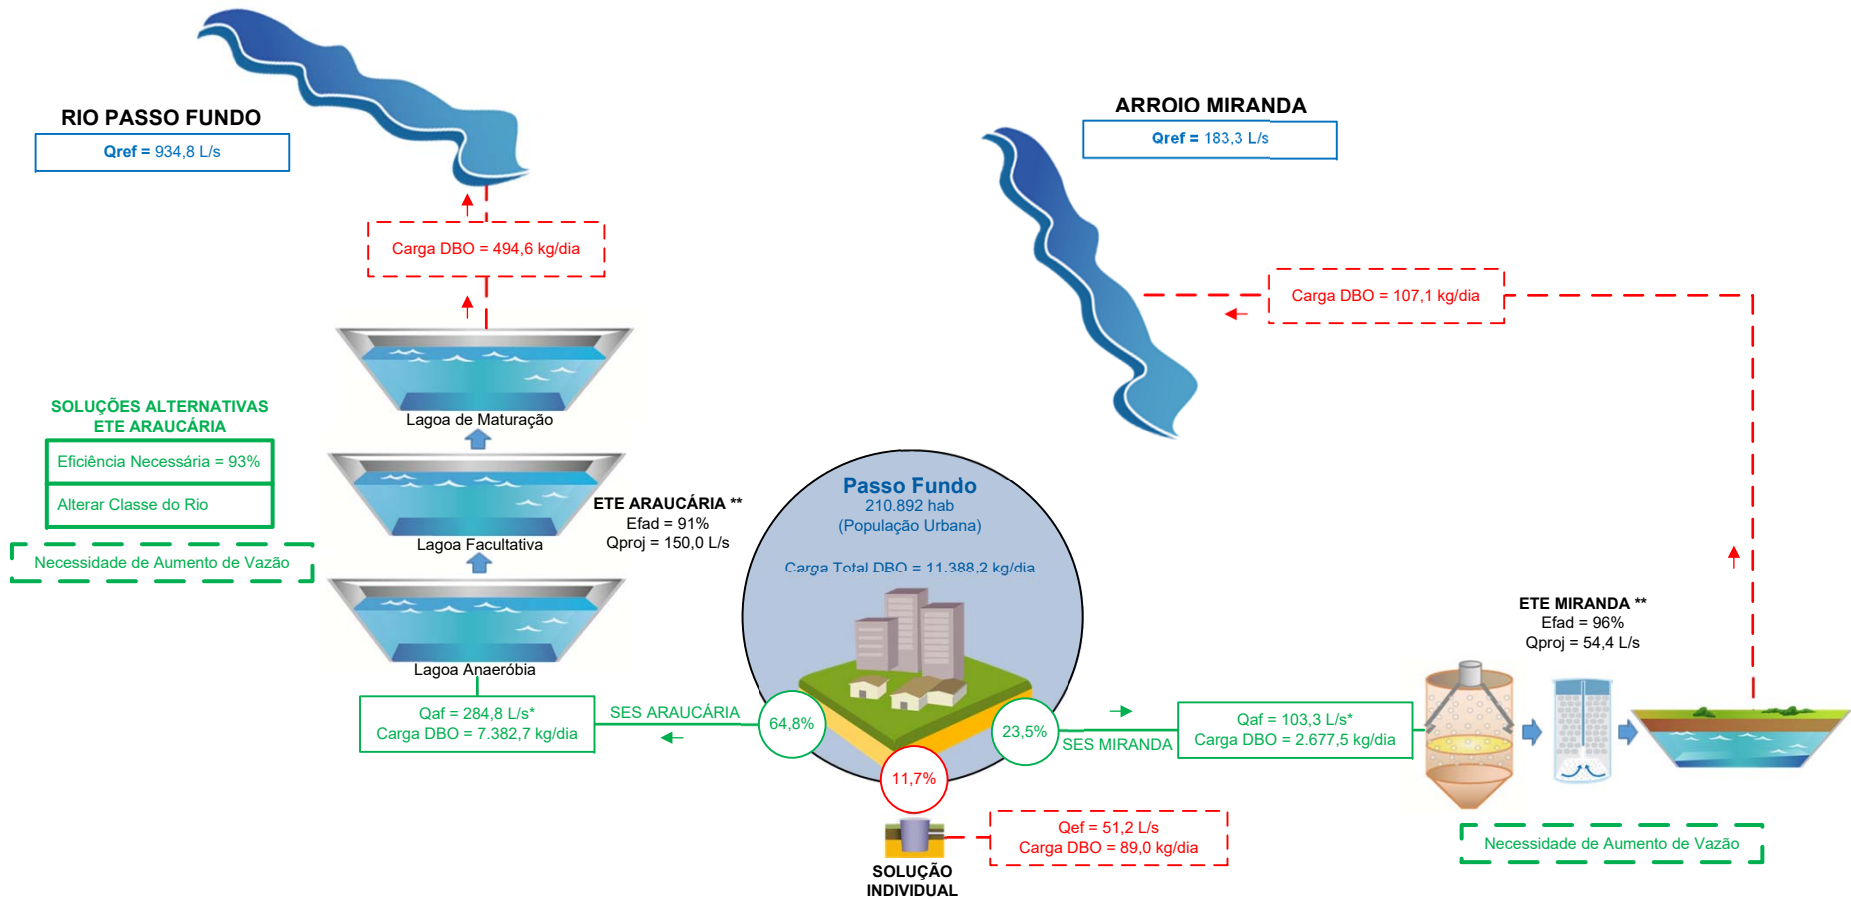 RIO PASSO FUNDO
Qref = 934,8 L/s
Carga DBO = 494,6 kg/dia
ARROIO MIRANDA
Qref = 183,3 L/s
Carga DBO = 107,1 kg/dia
Lagoa de Maturação
SOLUÇÕES ALTERNATIVAS
ETE ARAUCÁRIA
Eficiência Necessária = 93%
Alterar Classe do Rio
Necessidade de Aumento de Vazão
Lagoa Facultativa
ETE ARAUCÁRIA **
Efad = 91%
Qproj = 150,0 L/s
Lagoa Anaeróbia
Qaf = 284,8 L/s*
Carga DBO = 7.382,7 kg/dia
SES ARAUCÁRIA
Passo Fundo
210.892 hab
(População Urbana)
Carga Total DBO = 11.388,2 kg/dia
64,8%
23,5%
11,7%
SES MIRANDA
Qaf = 103,3 L/s*
Carga DBO = 2.677,5 kg/dia
ETE MIRANDA **
Efad = 96%
Qproj = 54,4 L/s
Necessidade de Aumento de Vazão
Qef = 51,2 L/s
Carga DBO = 89,0 kg/dia
SOLUÇÃO
INDIVIDUAL